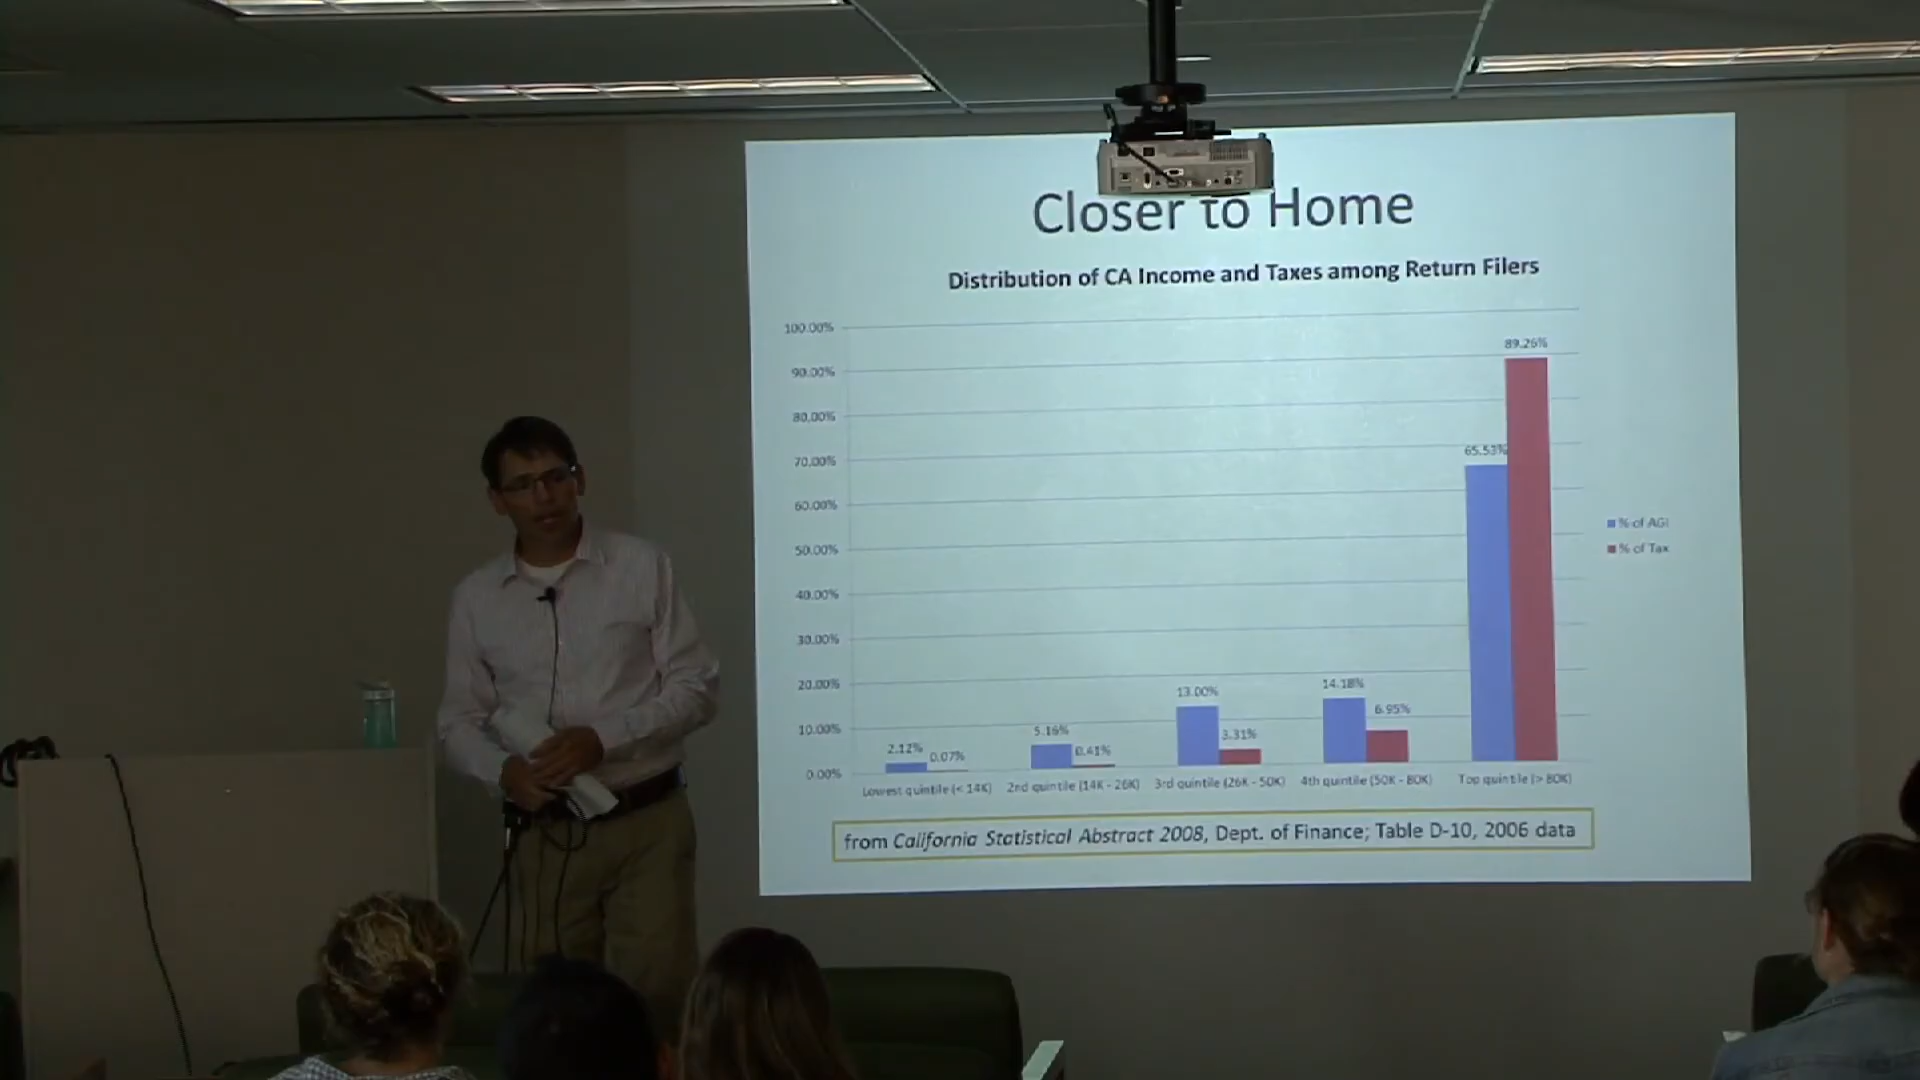 Closer to Home
Distribution of CA Income and Taxes among Return Filers
100.00%
90.00%
80.00%
70.00%
60.00%
50.00%
40.00%
30.00%
20.00%
10.00%
0.00%
2.12%
0.07%
5.16%
0.41%
13.00%
3.31%
14.18%
6.95%
65.53%
89.26%
% of AGI
% of Tax
Lowest quintile (< 14K)
2nd quintile (14K - 26K)
3rd quintile (26K - 50K)
4th quintile (50K - 80K)
Top quintile (> 80K)
from California Statistical Abstract 2008, Dept. of Finance; Table D-10, 2006 data